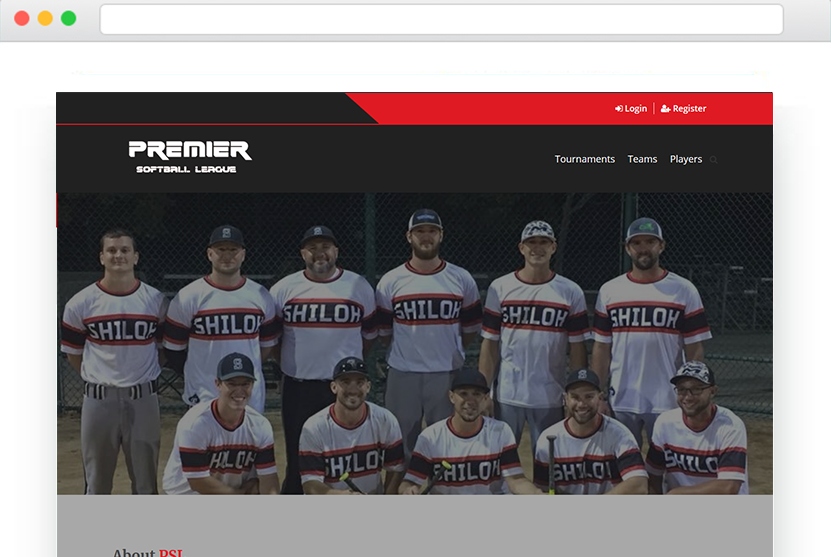 Login | Register
PREMIER
SOFTBALL LEAGUE
Tournaments Teams Players
SHILOH SHILOH SHILOH SHILOH SHILOH SHILOH
S S
SHILOH SHILOH SHILOH SHILOH SHILOH
About PSL